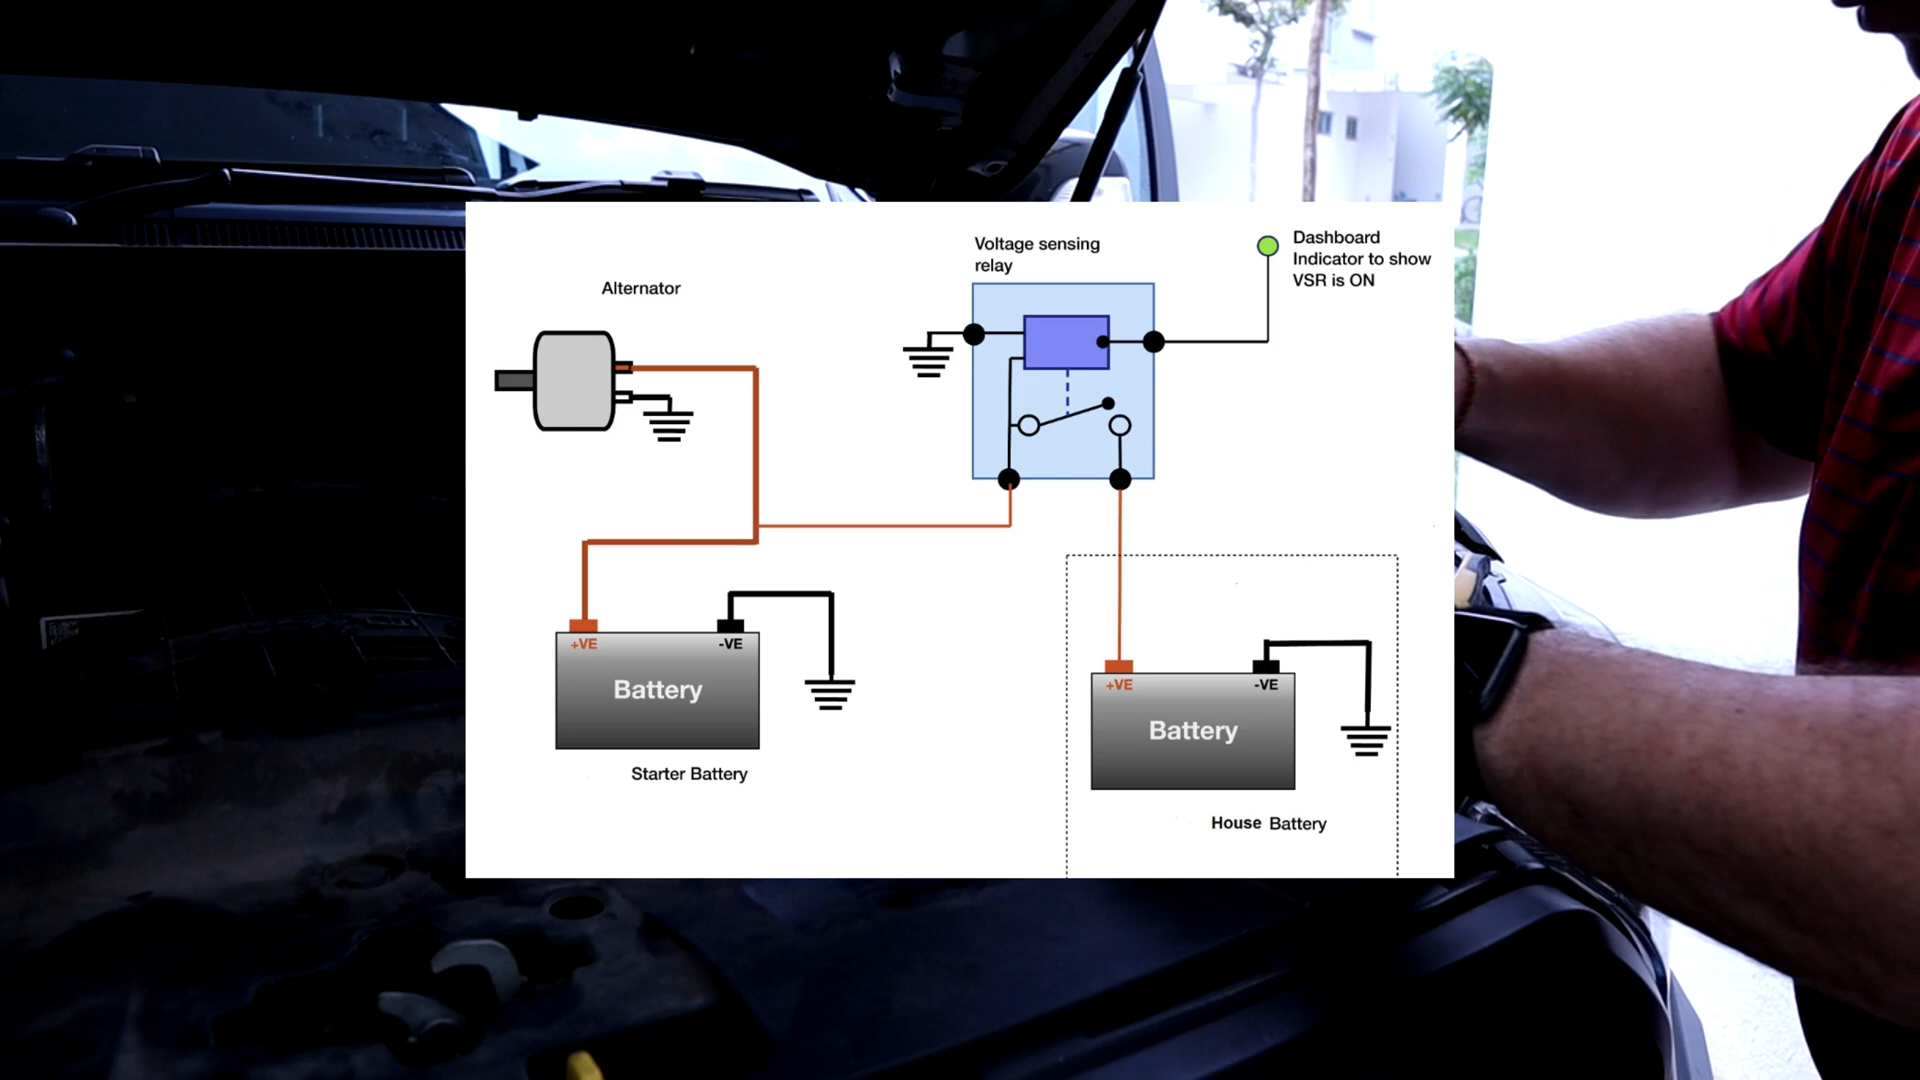 Voltage sensing
relay
Dashboard
Indicator to show
VSR is ON
Alternator
+VE
-VE
Battery
Starter Battery
+VE
-VE
Battery
House Battery